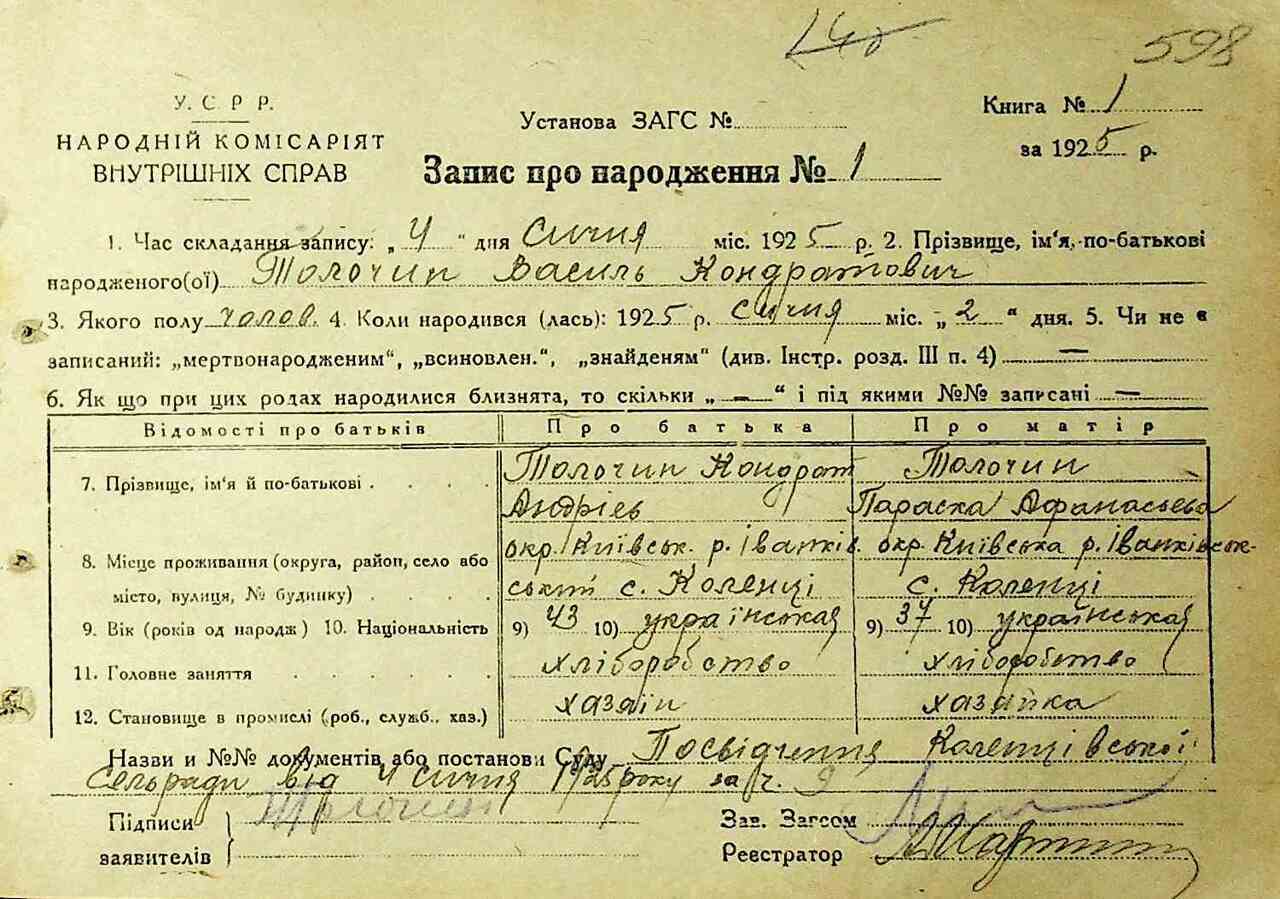 598
У. С. Р Р.
НАРОДНІЙ КОМІСАРІЯТ
ВНУТРІШНІХ СПРАВ
Установа ЗАГС №
Книга № 1
за 1925 р.
Запис про народження № 1
1. Час складання запису: „4“ дня Січня міс. 1925 р. 2. Прізвище, ім'я, по-батькові
народженого(ої) Толочин Василь Кондратович
3. Якого полу чолов. 4. Коли народився (лась): 1925 р. січня міс. „2“ дня. 5. Чи не є
записаний: „мертвонародженим“, „всиновлен.“, „знайденям“ (див. Інстр. розд. III п. 4) —
6. Як що при цих родах народилися близнята, то скільки „—“ і під якими №№ записані —
Відомості про батьків Про батька Про матір
7. Прізвище, ім'я й по-батькові . . . . Толочин Кондрат Толочин
Андріев Параска Афанасьева
8. Місце проживання (округа, район, село або окр. Київськ. р. Іванків- окр. Київська р. Іванківськ-
місто, вулиця, № будинку) . . . . ський с. Коленці с. Коленці
9. Вік (років од народж) 10. Національність 9) 43 10) українська 9) 37 10) українська
11. Головне заняття . . . . . . хліборобство хліборобство
12. Становище в промислі (роб., служб., хаз.) хазаїн хазайка
Назви и №№ документів або постанови Суду Посвідчення Коленцівської
Сельради від 4 січня 1925 року за ч. 9
Підписи
заявителів
Зав. Загсом
Реєстратор